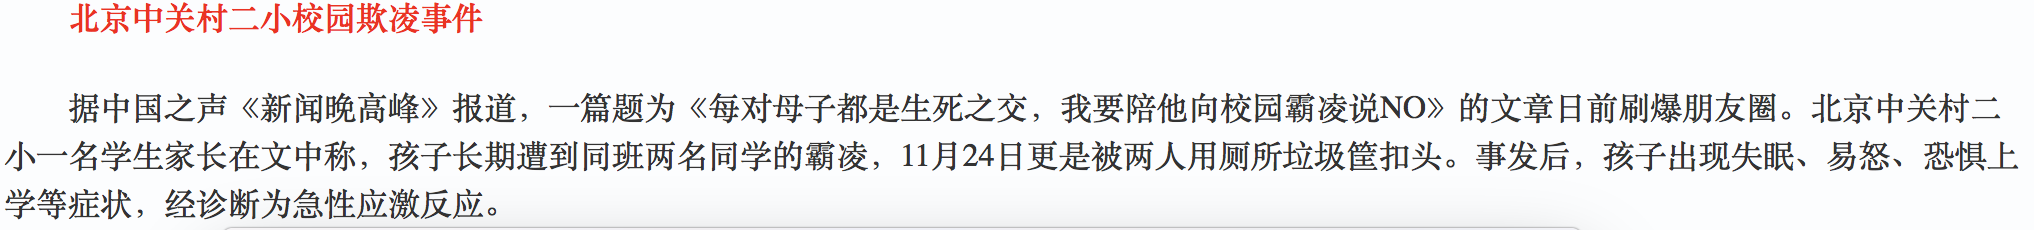 北京中关村二小校园欺凌事件
据中国之声《新闻晚高峰》报道，一篇题为《每对母子都是生死之交，我要陪他向校园霸凌说NO》的文章日前刷爆朋友圈。北京中关村二
小一名学生家长在文中称，孩子长期遭到同班两名同学的霸凌，11月24日更是被两人用厕所垃圾筐扣头。事发后，孩子出现失眠、易怒、恐惧上
学等症状，经诊断为急性应激反应。